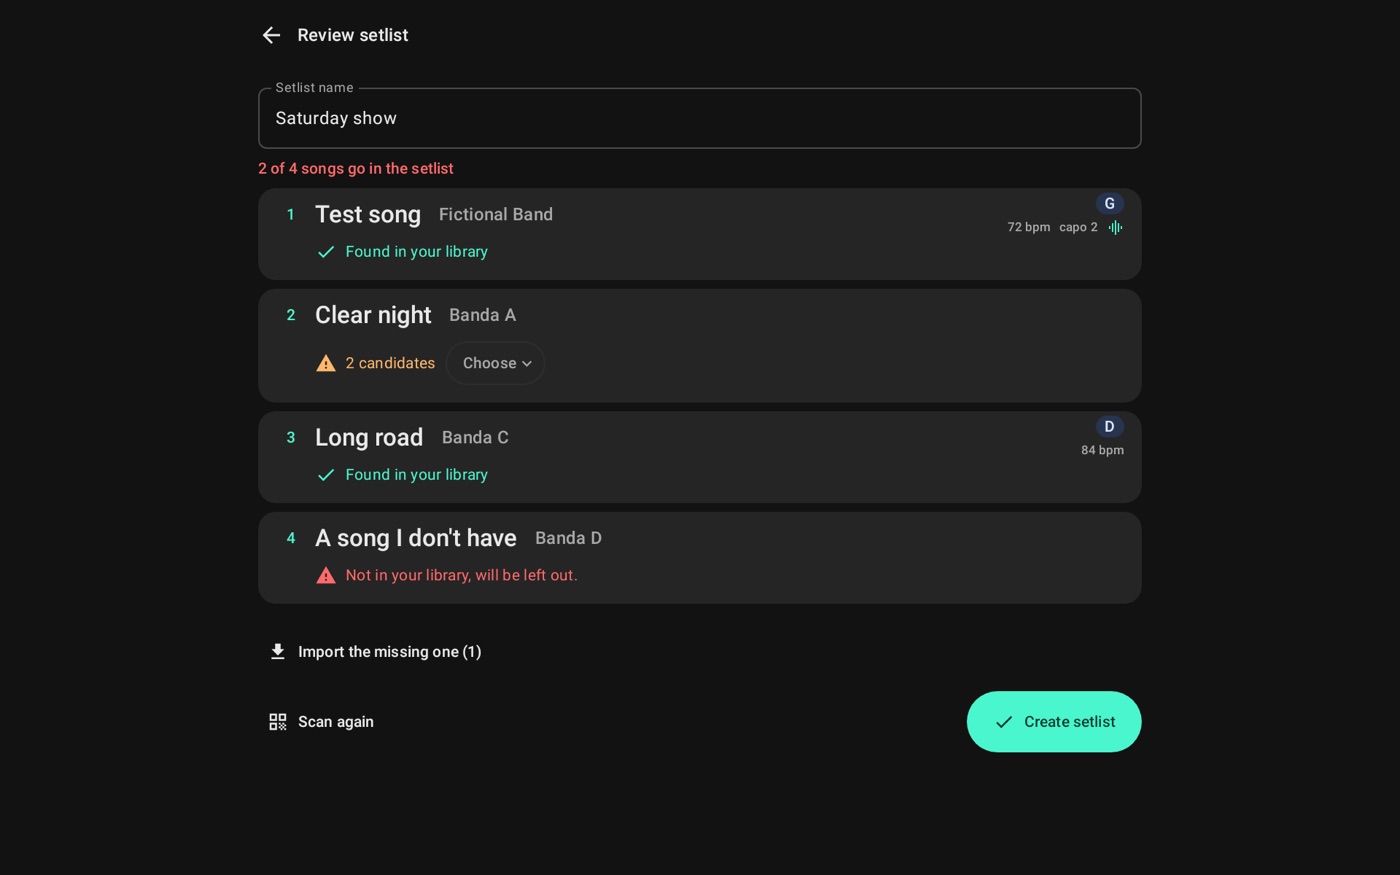 Review setlist
Setlist name
Saturday show
2 of 4 songs go in the setlist
1 Test song Fictional Band G
72 bpm capo 2
Found in your library
2 Clear night Banda A
2 candidates Choose
3 Long road Banda C D
84 bpm
Found in your library
4 A song I don't have Banda D
Not in your library, will be left out.
Import the missing one (1)
Scan again Create setlist